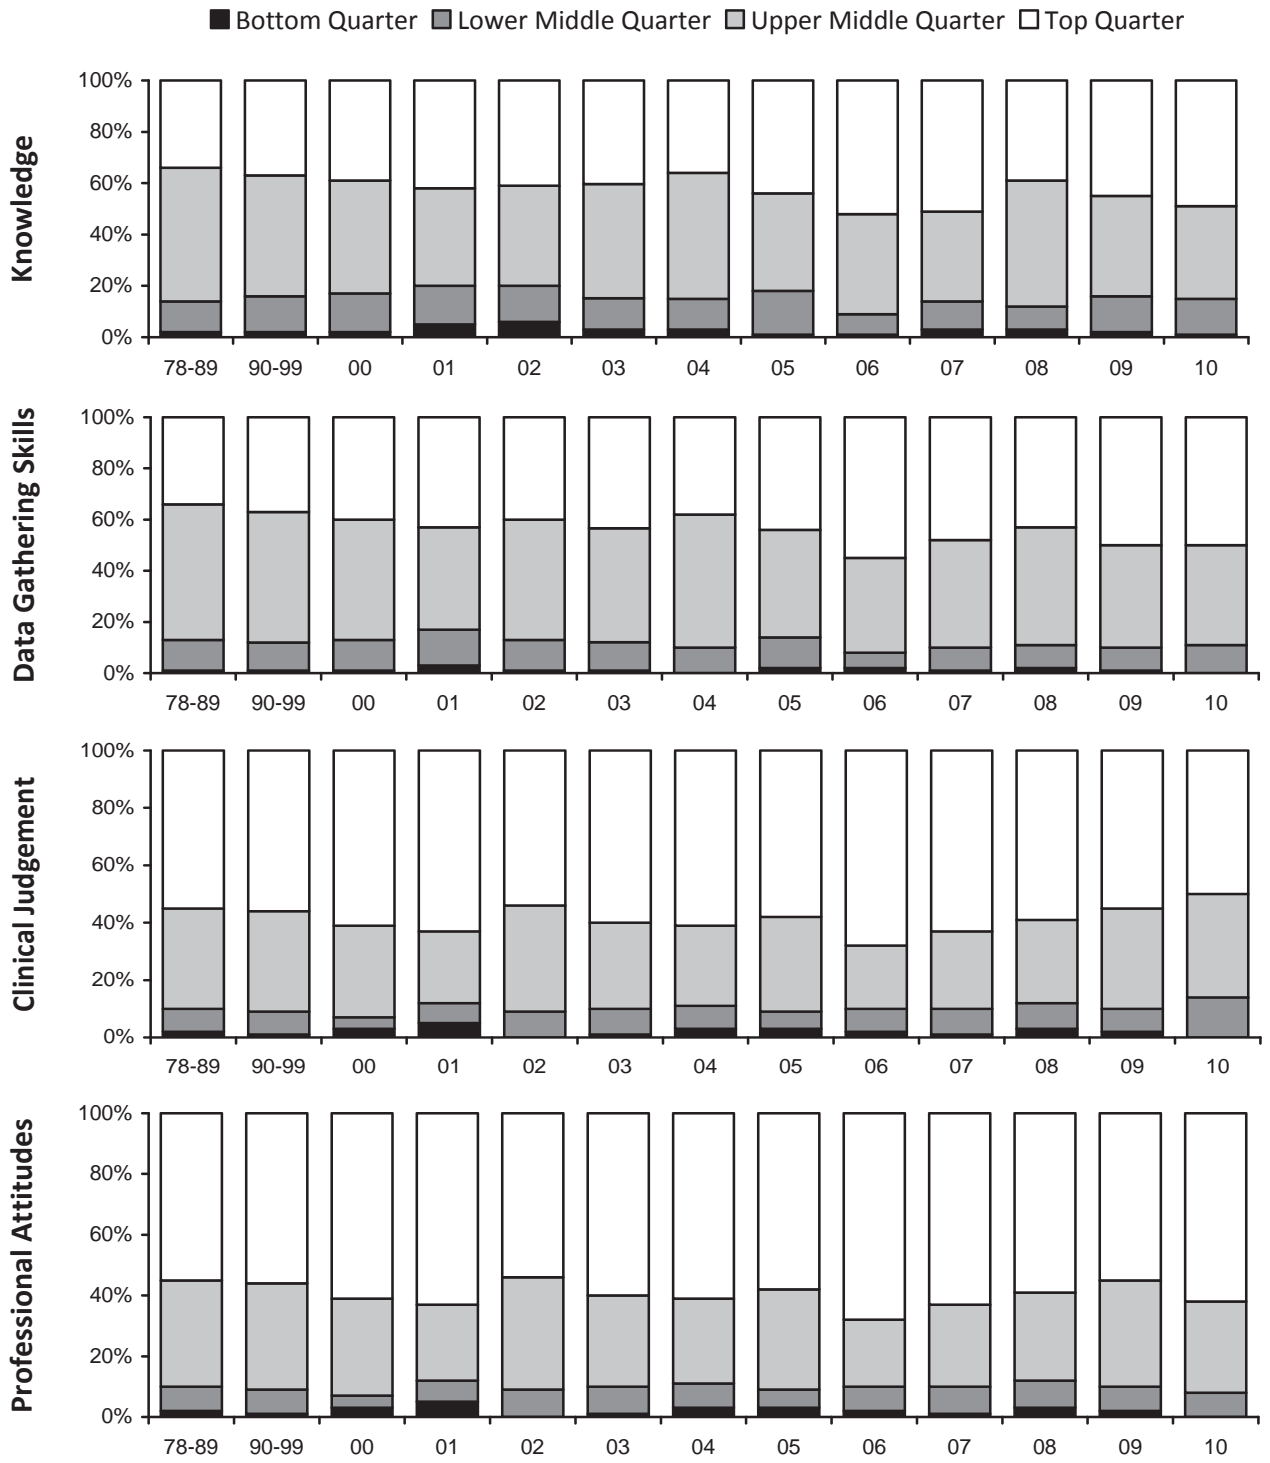 Bottom Quarter Lower Middle Quarter Upper Middle Quarter Top Quarter
Knowledge
100%
80%
60%
40%
20%
0%
78-89 90-99 00 01 02 03 04 05 06 07 08 09 10
Data Gathering Skills
100%
80%
60%
40%
20%
0%
78-89 90-99 00 01 02 03 04 05 06 07 08 09 10
Clinical Judgement
100%
80%
60%
40%
20%
0%
78-89 90-99 00 01 02 03 04 05 06 07 08 09 10
Professional Attitudes
100%
80%
60%
40%
20%
0%
78-89 90-99 00 01 02 03 04 05 06 07 08 09 10